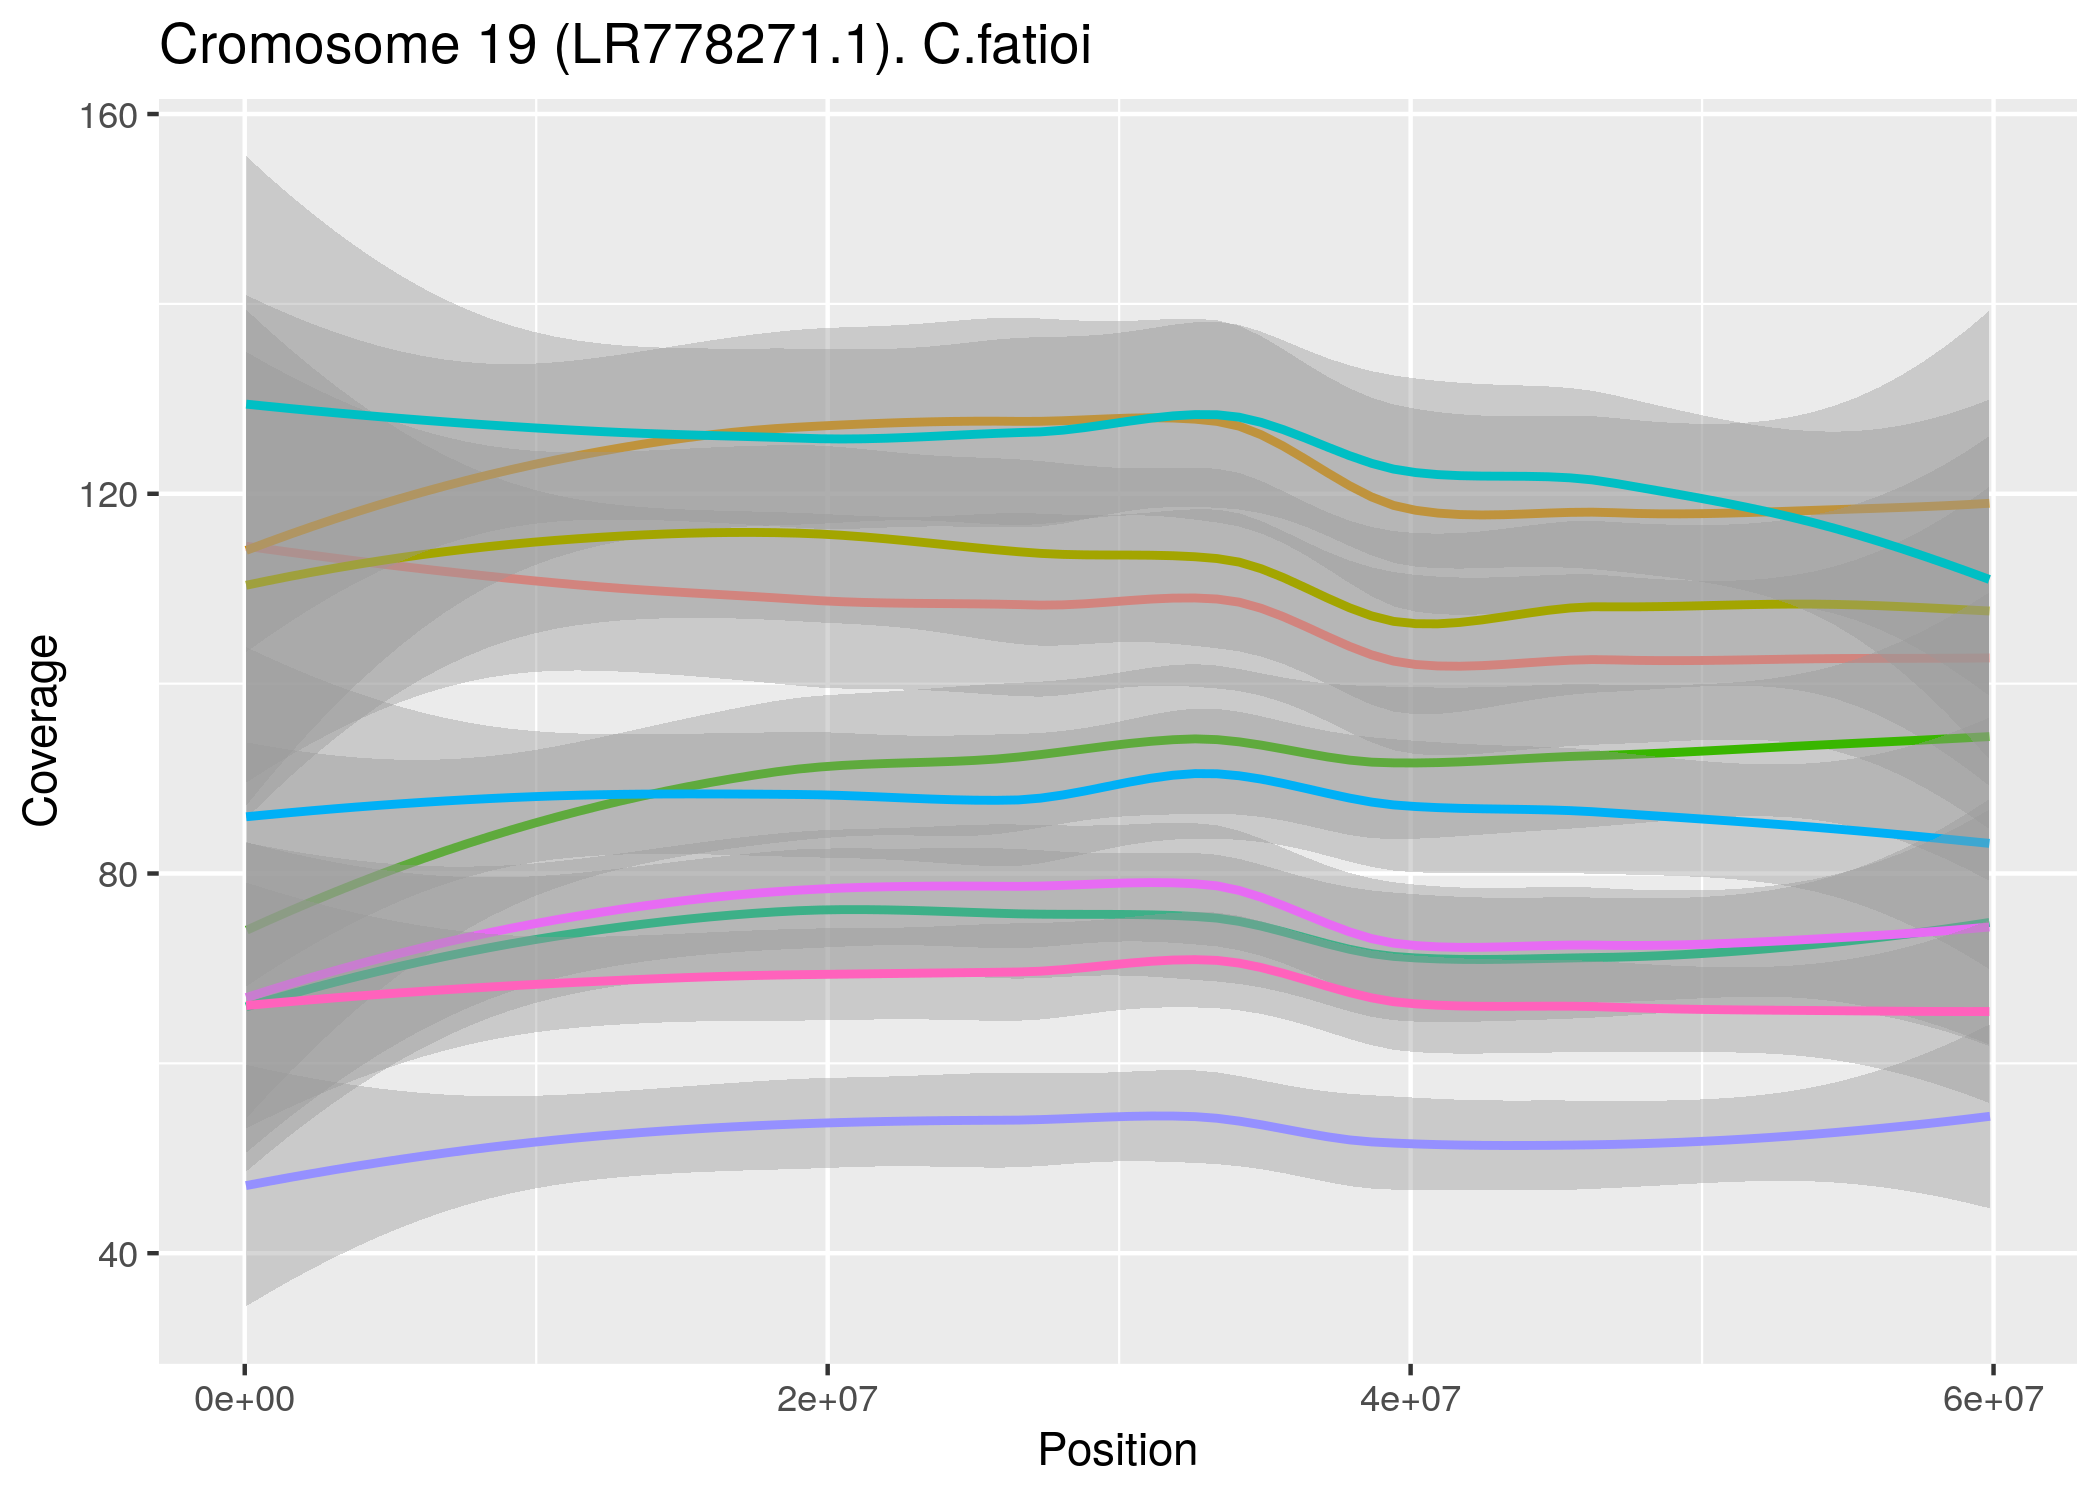 Cromosome 19 (LR778271.1). C.fatioi
160
120
80
40
Coverage
0e+00 2e+07 4e+07 6e+07
Position